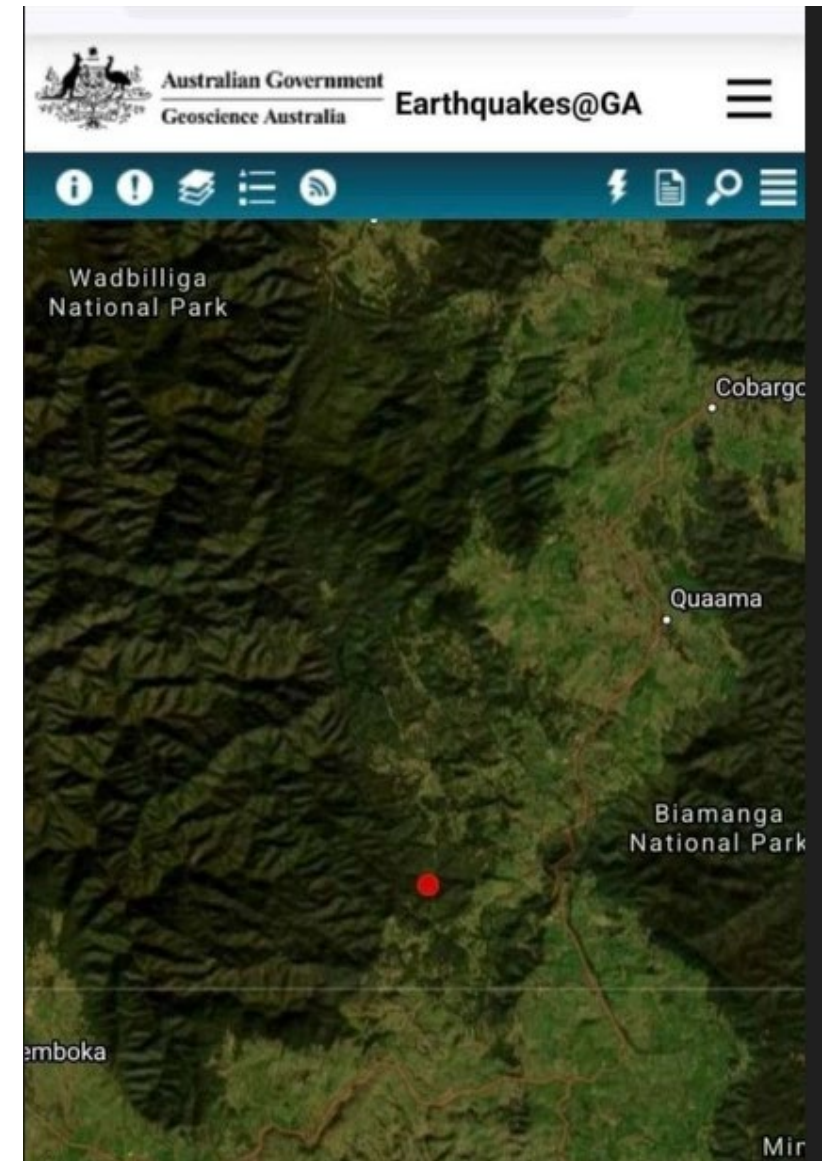 Australian Government
Geoscience Australia
Earthquakes@GA
Wadbilliga
National Park
Cobargo
Quaama
Biamanga
National Park
emboka
Mir